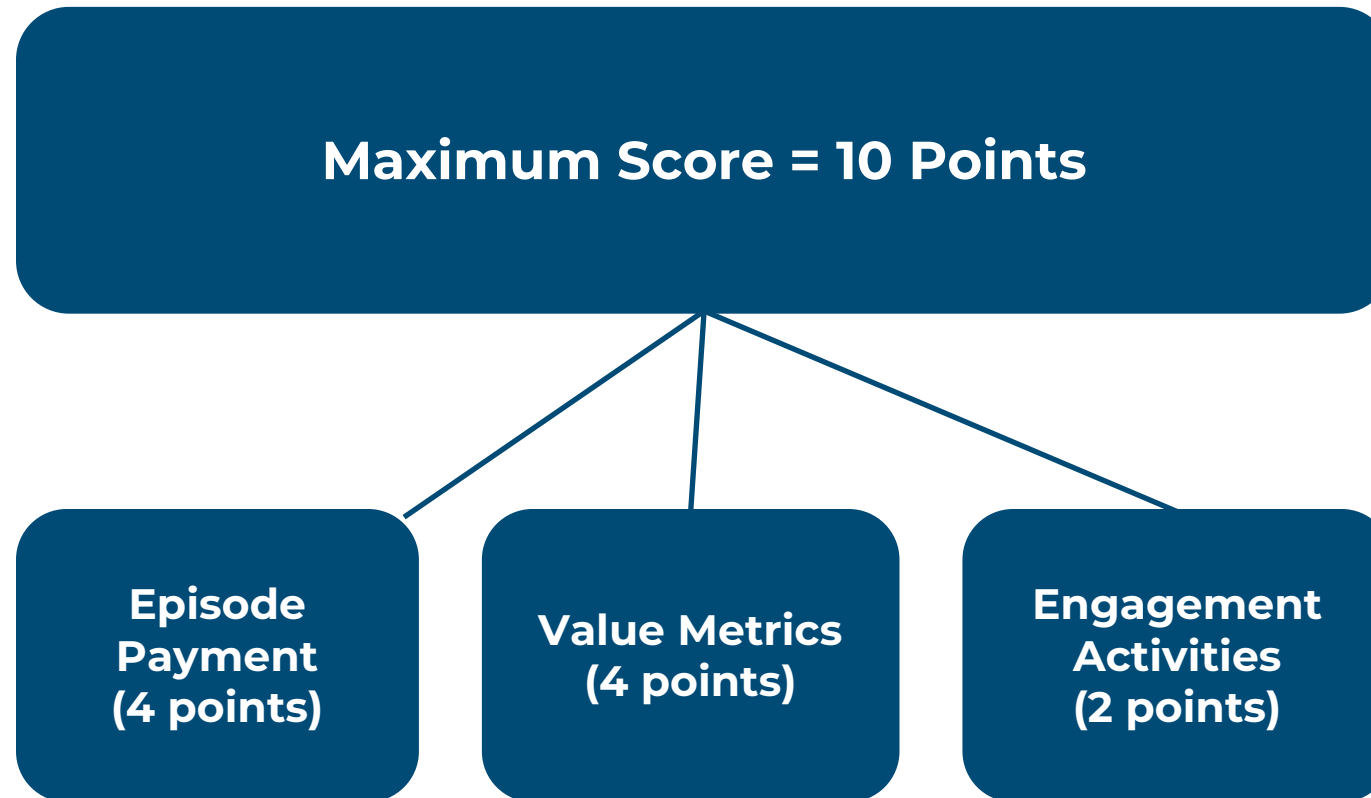 Maximum Score = 10 Points
Episode
Payment
(4 points)
Value Metrics
(4 points)
Engagement
Activities
(2 points)